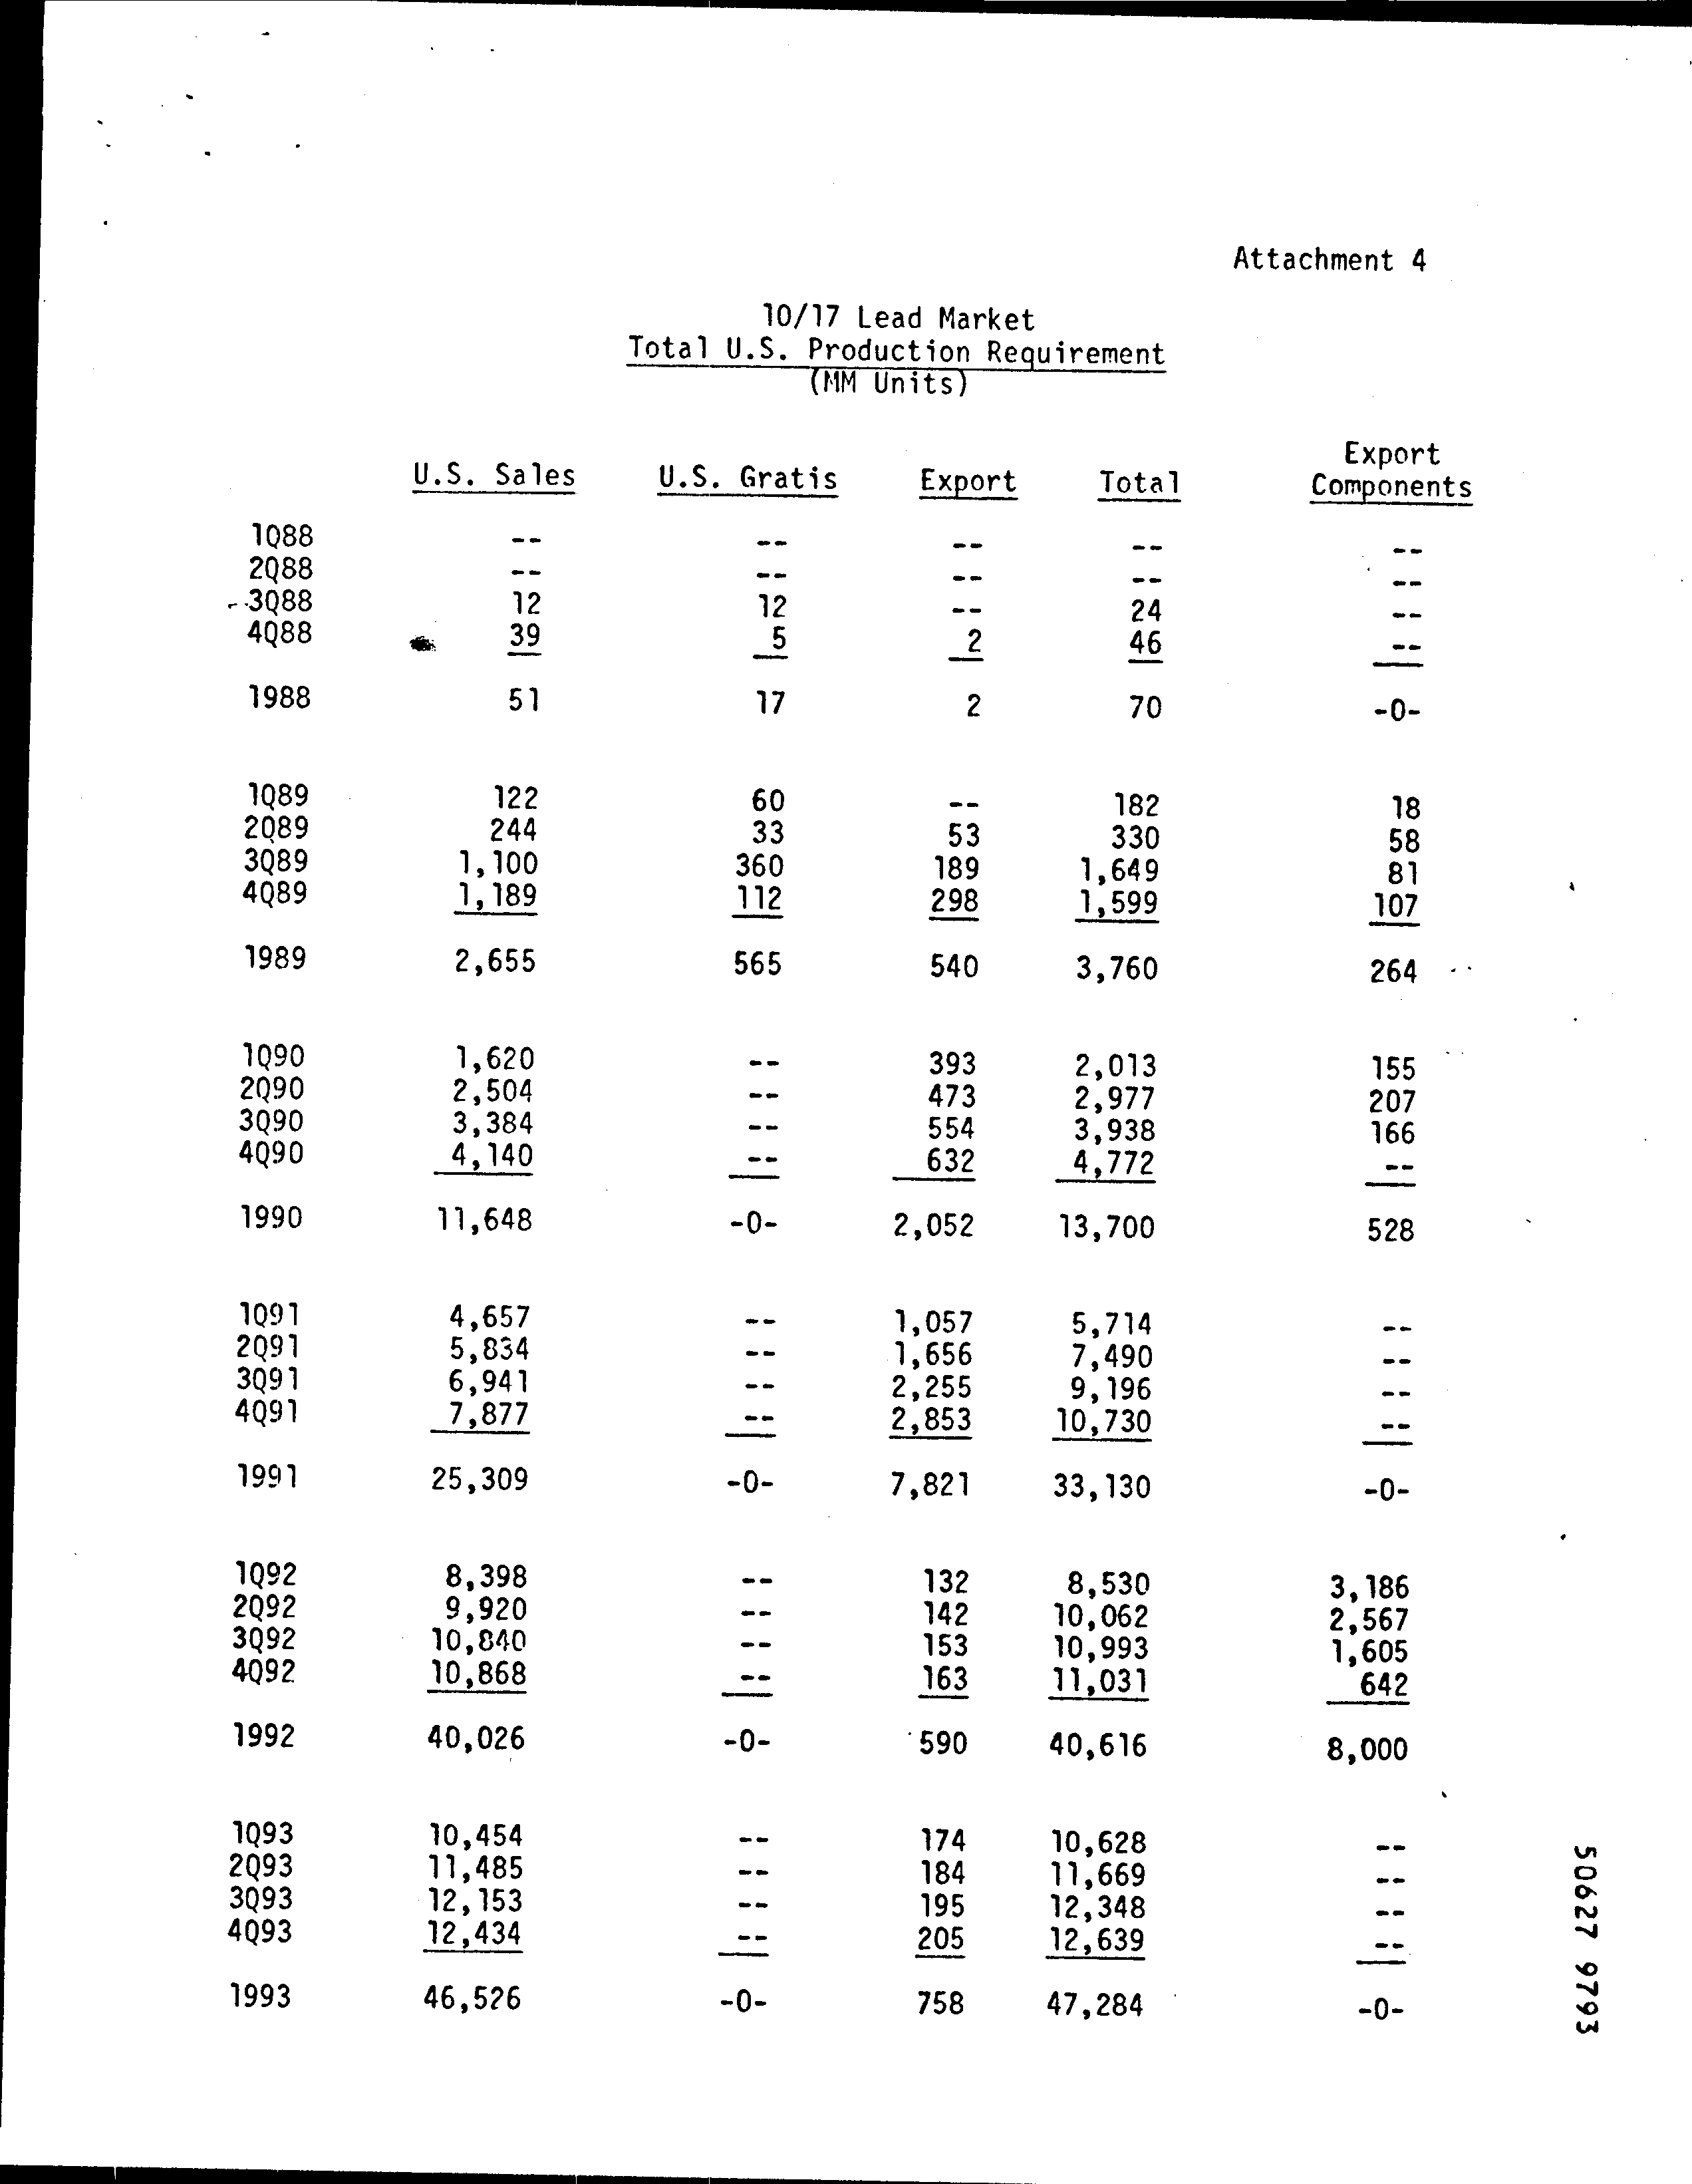 Attachment 4
10/17 Lead Market
Total U.S. Production Requirement
(MM Units)
U.S. Sales U.S. Gratis Export Total Export Components
1Q88 -- -- -- -- --
2Q88 -- -- -- -- --
3Q88 12 12 -- 24 --
4Q88 39 5 2 46 --
1988 51 17 2 70 -0-
1Q89 122 60 -- 182 18
2Q89 244 33 53 330 58
3Q89 1,100 360 189 1,649 81
4Q89 1,189 112 298 1,599 107
1989 2,655 565 540 3,760 264
1Q90 1,620 -- 393 2,013 155
2Q90 2,504 -- 473 2,977 207
3Q90 3,384 -- 554 3,938 166
4Q90 4,140 -- 632 4,772 --
1990 11,648 -0- 2,052 13,700 528
1Q91 4,657 -- 1,057 5,714 --
2Q91 5,834 -- 1,656 7,490 --
3Q91 6,941 -- 2,255 9,196 --
4Q91 7,877 -- 2,853 10,730 --
1991 25,309 -0- 7,821 33,130 -0-
1Q92 8,398 -- 132 8,530 3,186
2Q92 9,920 -- 142 10,062 2,567
3Q92 10,840 -- 153 10,993 1,605
4Q92 10,868 -- 163 11,031 642
1992 40,026 -0- 590 40,616 8,000
1Q93 10,454 -- 174 10,628 --
2Q93 11,485 -- 184 11,669 --
3Q93 12,153 -- 195 12,348 --
4Q93 12,434 -- 205 12,639 --
1993 46,526 -0- 758 47,284 -0-
50627 9793